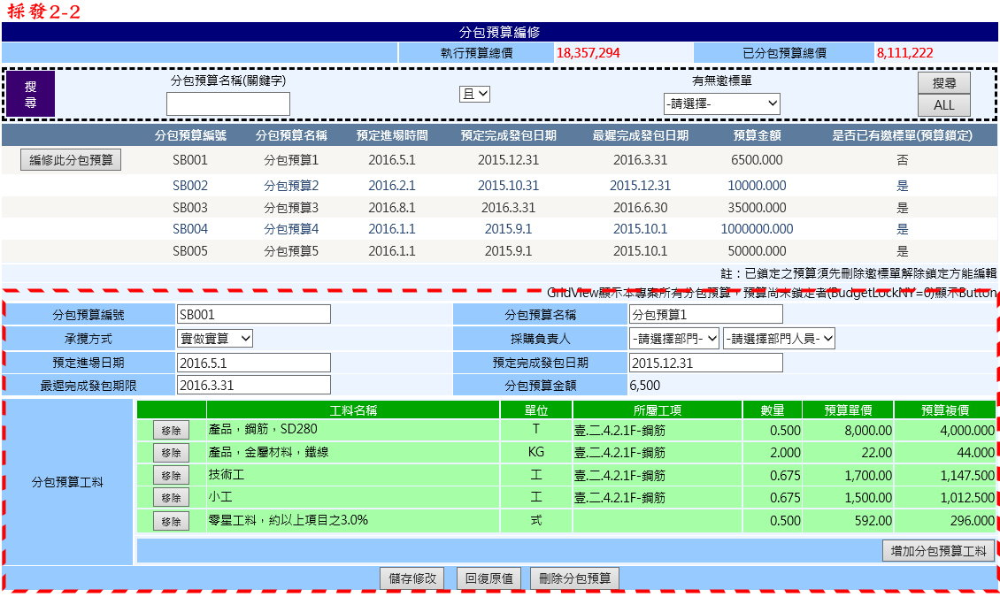 採發2-2
分包預算編修
執行預算總價 18,357,294 已分包預算總價 8,111,222
搜尋 分包預算名稱(關鍵字) 且 有無邀標單 -請選擇- 搜尋 ALL
分包預算編號 分包預算名稱 預定進場時間 預定完成發包日期 最遲完成發包日期 預算金額 是否已有邀標單(預算鎖定)
編修此分包預算 SB001 分包預算1 2016.5.1 2015.12.31 2016.3.31 6500.000 否
SB002 分包預算2 2016.2.1 2015.10.31 2015.12.31 10000.000 是
SB003 分包預算3 2016.8.1 2016.3.31 2016.6.30 35000.000 是
SB004 分包預算4 2016.1.1 2015.9.1 2015.10.1 1000000.000 是
SB005 分包預算5 2016.1.1 2015.9.1 2015.10.1 50000.000 是
註：已鎖定之預算須先刪除邀標單解除鎖定方能編輯
GridView顯示本專案所有分包預算，預算尚未鎖定者(BudgetLockNY=0)顯示Button
分包預算編號 SB001 分包預算名稱 分包預算1
承攬方式 實做實算 採購負責人 -請選擇部門- -請選擇部門人員-
預定進場日期 2016.5.1 預定完成發包日期 2015.12.31
最遲完成發包期限 2016.3.31 分包預算金額 6,500
分包預算工料
工料名稱 單位 所屬工項 數量 預算單價 預算複價
移除 產品，鋼筋，SD280 T 壹.二.4.2.1F-鋼筋 0.500 8,000.00 4,000.000
移除 產品，金屬材料，鐵線 KG 壹.二.4.2.1F-鋼筋 2.000 22.00 44.000
移除 技術工 工 壹.二.4.2.1F-鋼筋 0.675 1,700.00 1,147.500
移除 小工 工 壹.二.4.2.1F-鋼筋 0.675 1,500.00 1,012.500
移除 零星工料，約以上項目之3.0% 式 0.500 592.00 296.000
增加分包預算工料
儲存修改 回復原值 刪除分包預算